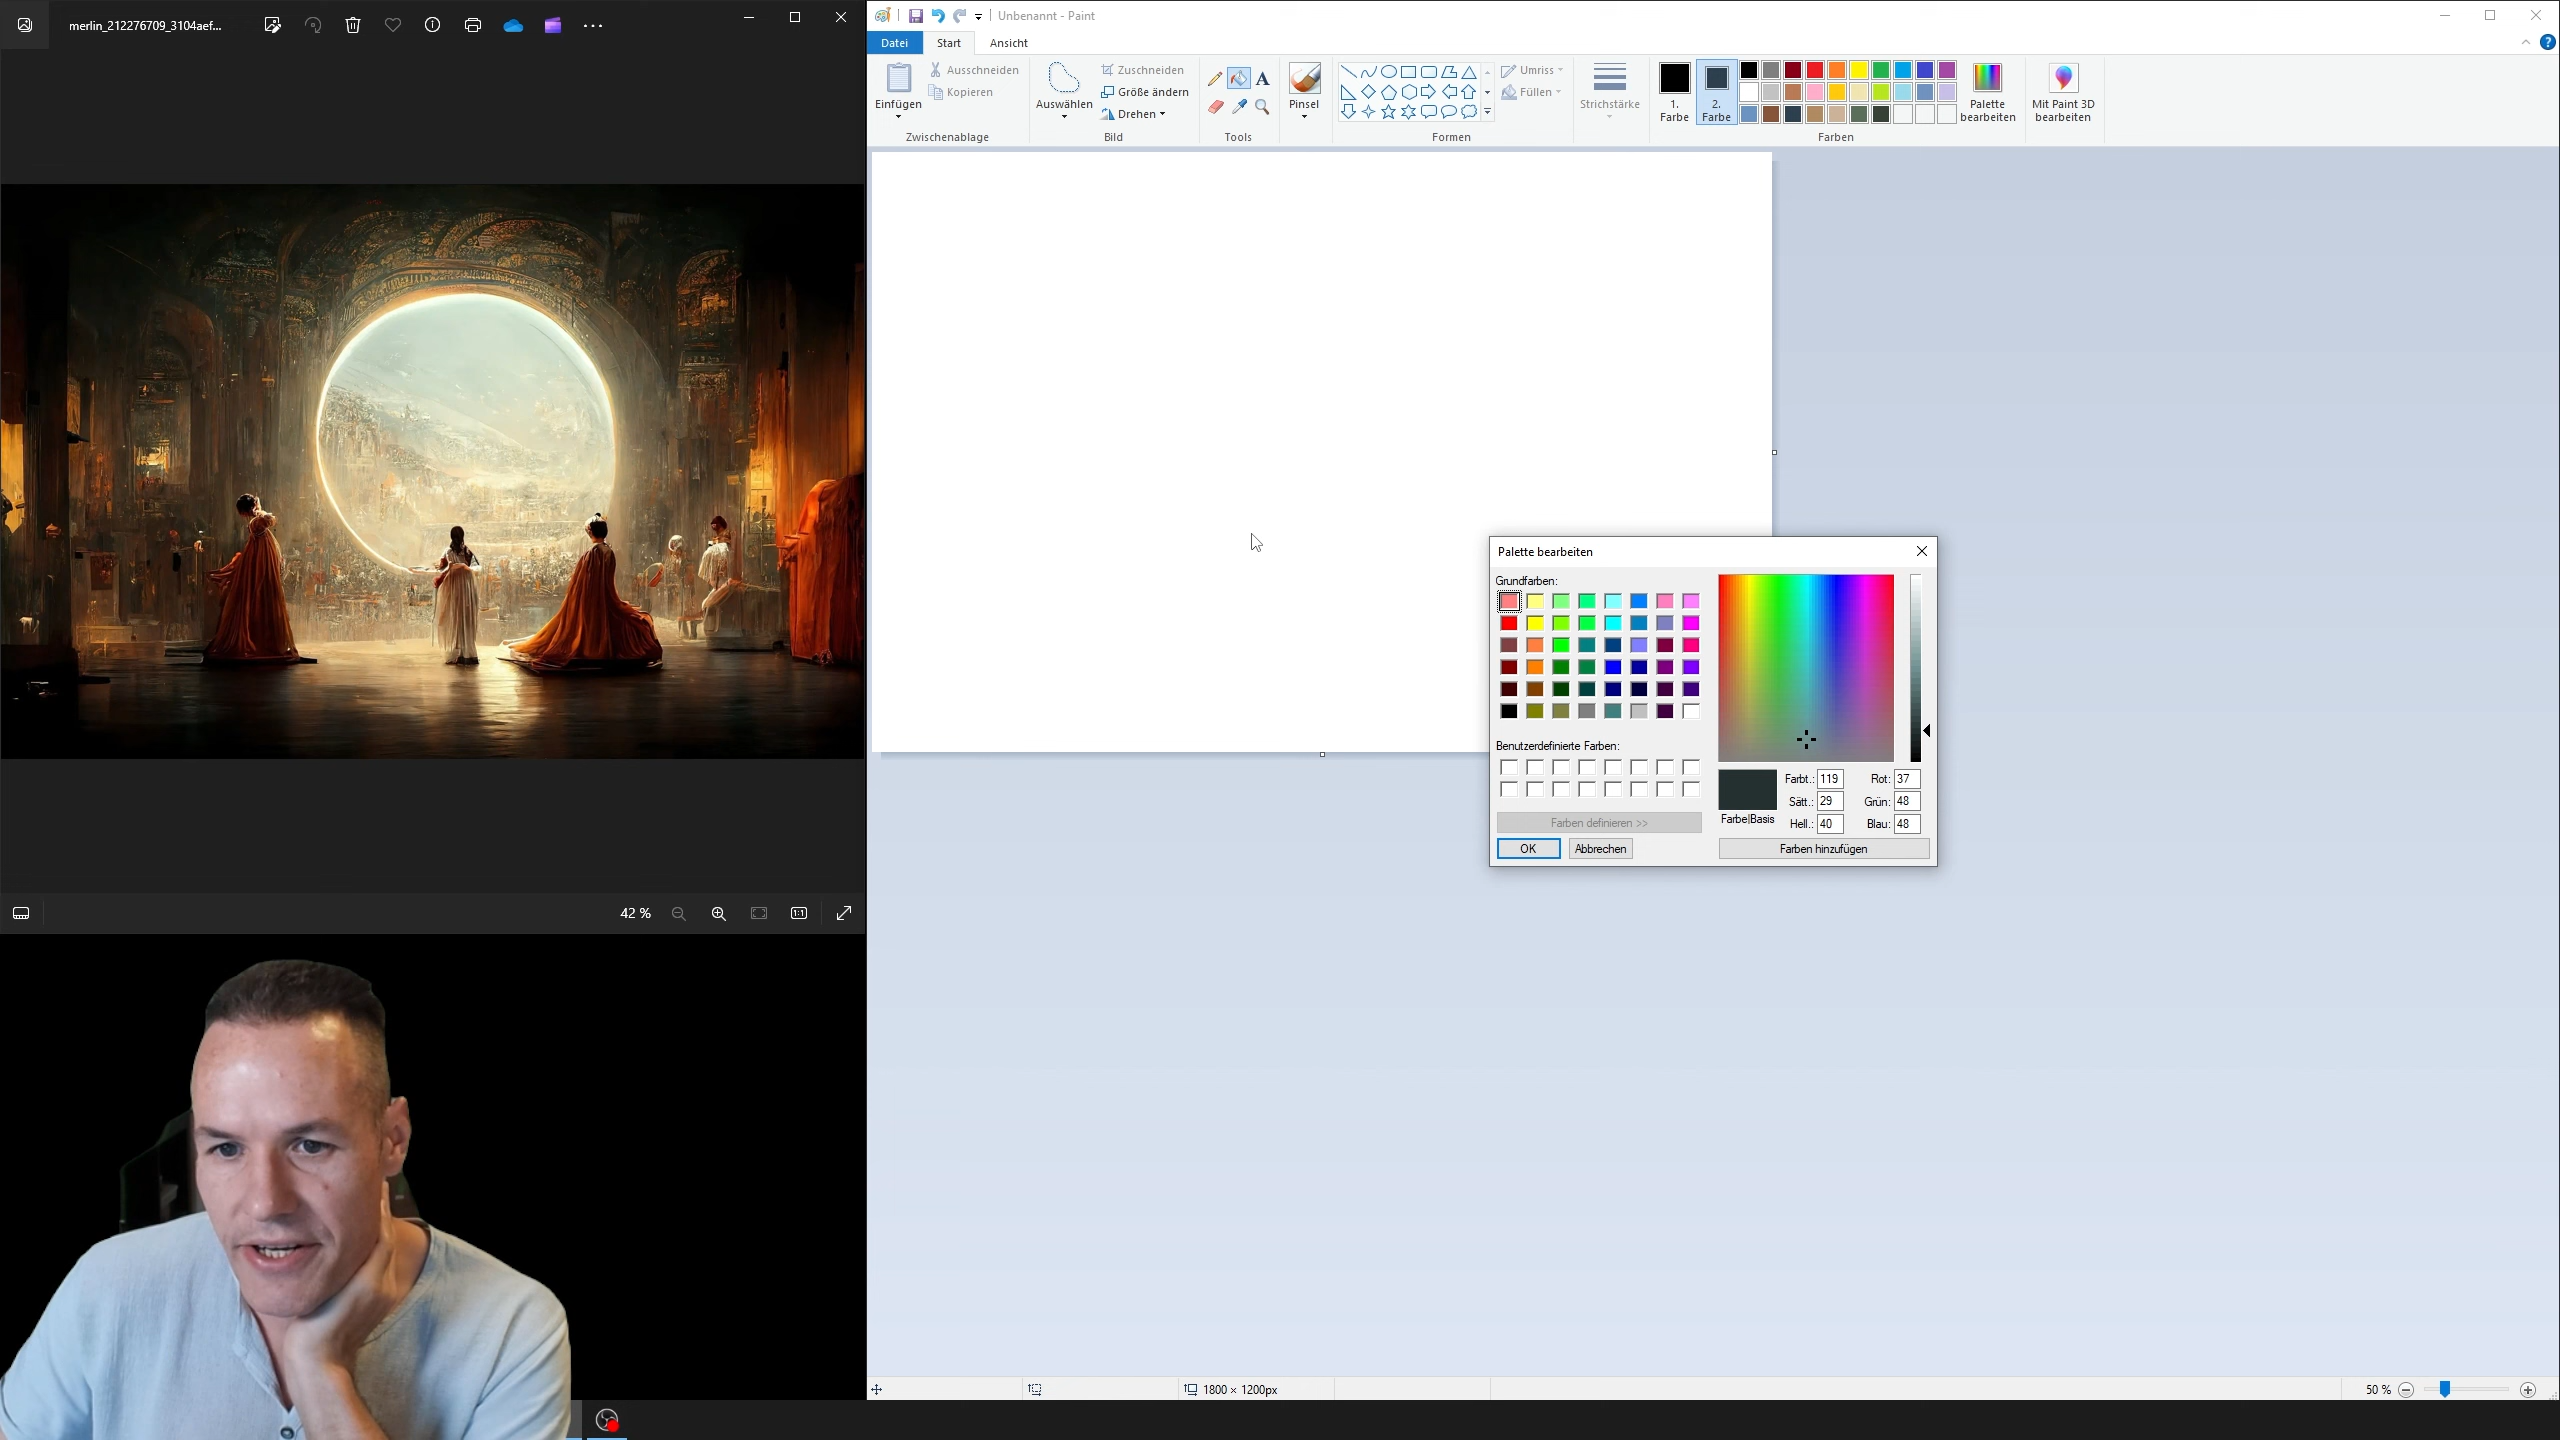 merlin_212276709_3104aef...
42 %
Unbenannt - Paint
Datei
Start
Ansicht
Einfügen
Ausschneiden
Kopieren
Zwischenablage
Auswählen
Zuschneiden
Größe ändern
Drehen
Bild
A
Tools
Pinsel
Umriss
Füllen
Formen
Strichstärke
1.
Farbe
2.
Farbe
Palette
bearbeiten
Farben
Mit Paint 3D
bearbeiten
Palette bearbeiten
Grundfarben:
Benutzerdefinierte Farben:
Farben definieren >>
OK
Abbrechen
Farbe|Basis
Farbt.: 119
Sätt.: 29
Hell.: 40
Rot: 37
Grün: 48
Blau: 48
Farben hinzufügen
1800 × 1200px
50 %